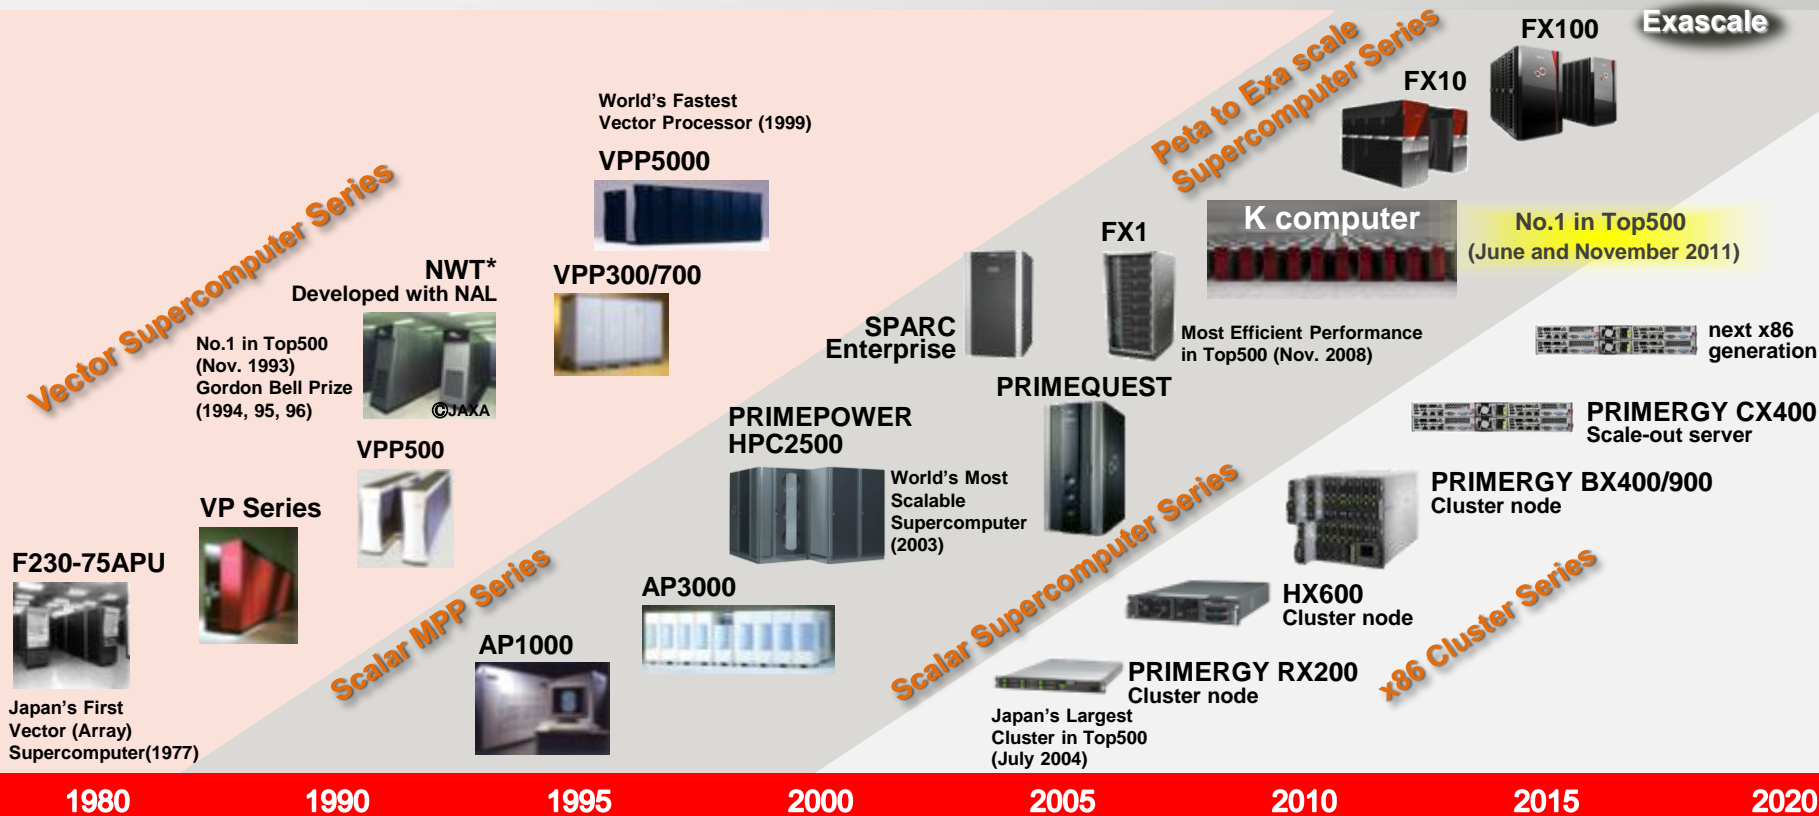 Exascale
FX100
Peta to Exa scale
Supercomputer Series
FX10
World's Fastest
Vector Processor (1999)
VPP5000
Vector Supercomputer Series
K computer
No.1 in Top500
(June and November 2011)
FX1
NWT*
Developed with NAL
VPP300/700
No.1 in Top500
(Nov. 1993)
Gordon Bell Prize
(1994, 95, 96)
©JAXA
SPARC
Enterprise
Most Efficient Performance
in Top500 (Nov. 2008)
next x86
generation
PRIMEQUEST
PRIMEPOWER
HPC2500
World's Most
Scalable
Supercomputer
(2003)
PRIMERGY CX400
Scale-out server
VPP500
PRIMERGY BX400/900
Cluster node
VP Series
Scalar Supercomputer Series
F230-75APU
Scalar MPP Series
AP3000
HX600
Cluster node
x86 Cluster Series
AP1000
PRIMERGY RX200
Cluster node
Japan's First
Vector (Array)
Supercomputer(1977)
Japan's Largest
Cluster in Top500
(July 2004)
1980
1990
1995
2000
2005
2010
2015
2020